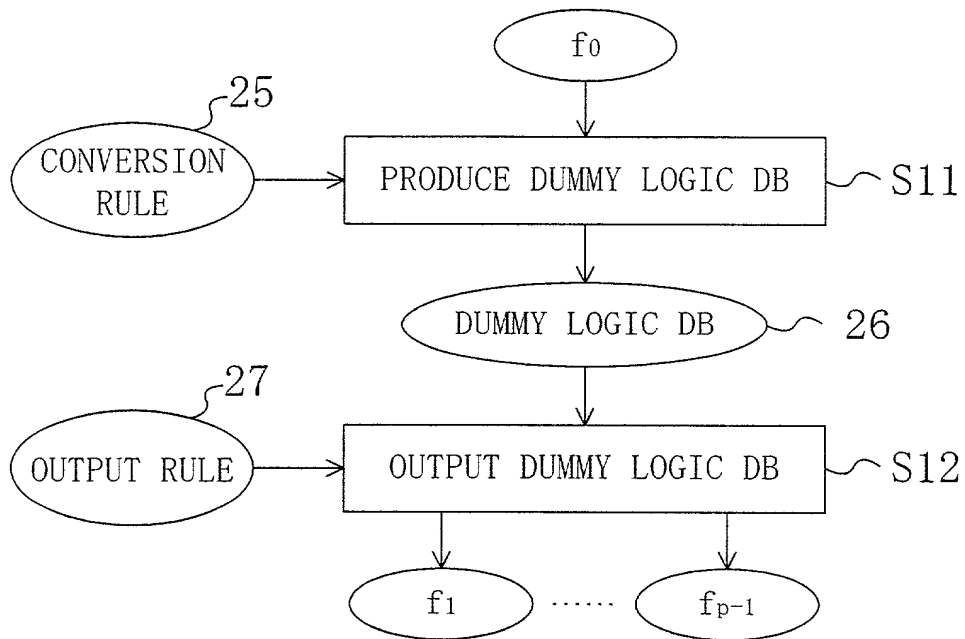 f0
25
CONVERSION
RULE
PRODUCE DUMMY LOGIC DB
S11
DUMMY LOGIC DB
26
27
OUTPUT RULE
OUTPUT DUMMY LOGIC DB
S12
f1 ...... fp-1